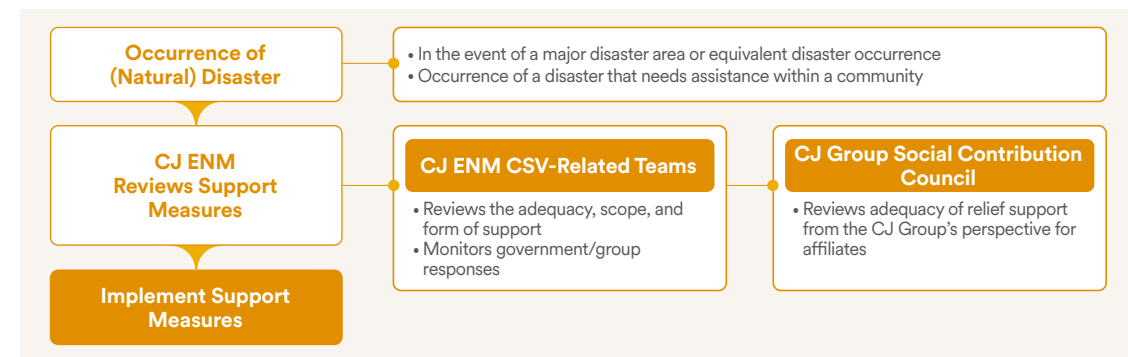 Occurrence of
(Natural) Disaster
• In the event of a major disaster area or equivalent disaster occurrence
• Occurrence of a disaster that needs assistance within a community
CJ ENM
Reviews Support
Measures
CJ ENM CSV-Related Teams
• Reviews the adequacy, scope, and
form of support
• Monitors government/group
responses
CJ Group Social Contribution
Council
• Reviews adequacy of relief support
from the CJ Group’s perspective for
affiliates
Implement Support
Measures